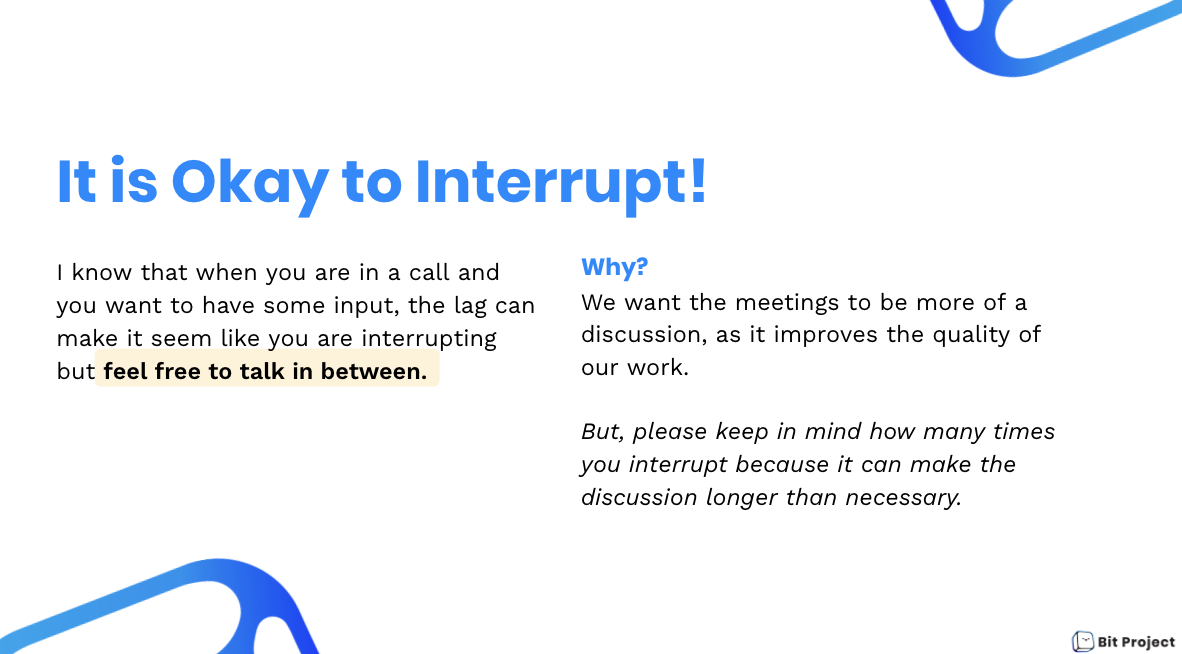 It is Okay to Interrupt!
I know that when you are in a call and
you want to have some input, the lag can
make it seem like you are interrupting
but feel free to talk in between.
Why?
We want the meetings to be more of a
discussion, as it improves the quality of
our work.
But, please keep in mind how many times
you interrupt because it can make the
discussion longer than necessary.
Bit Project